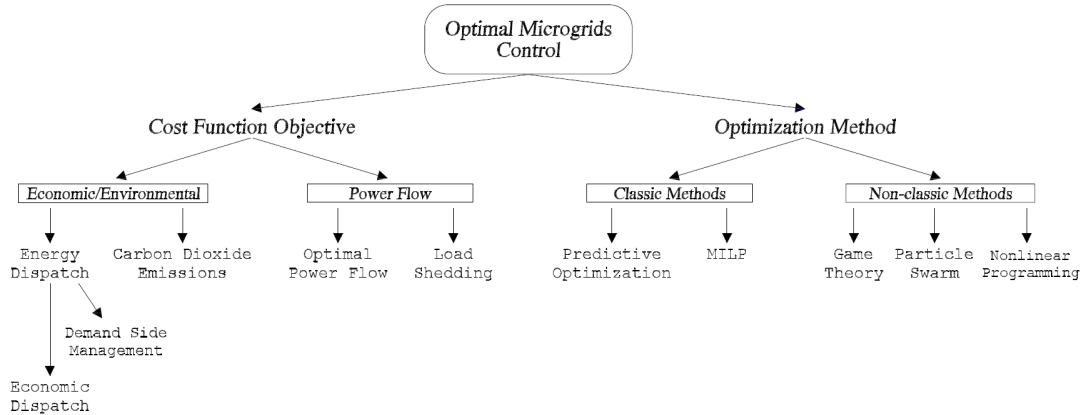 Optimal Microgrids
Control
Cost Function Objective
Optimization Method
Economic/Environmental
Power Flow
Classic Methods
Non-classic Methods
Energy
Dispatch
Carbon Dioxide
Emissions
Optimal
Power Flow
Load
Shedding
Predictive
Optimization
MILP
Game
Theory
Particle
Swarm
Nonlinear
Programming
Demand Side
Management
Economic
Dispatch